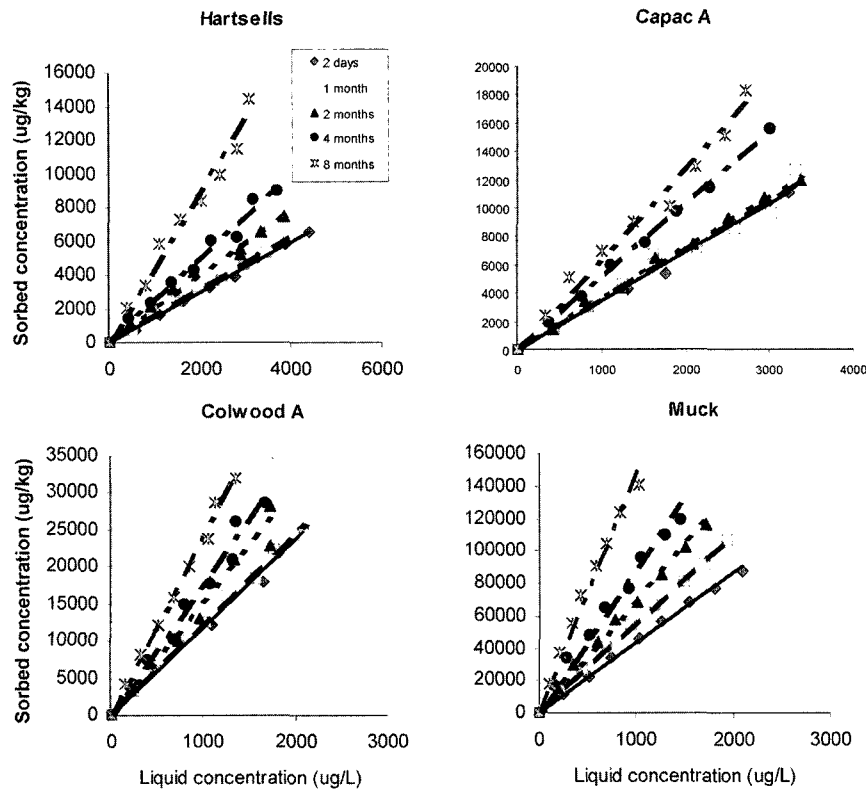 Hartsells
Sorbed concentration (ug/kg)
16000
14000
12000
10000
8000
6000
4000
2000
0
0 2000 4000 6000
2 days
1 month
2 months
4 months
8 months
Capac A
20000
18000
16000
14000
12000
10000
8000
6000
4000
2000
0
0 1000 2000 3000 4000
Colwood A
Sorbed concentration (ug/kg)
35000
30000
25000
20000
15000
10000
5000
0
0 1000 2000 3000
Liquid concentration (ug/L)
Muck
160000
140000
120000
100000
80000
60000
40000
20000
0
0 1000 2000 3000
Liquid concentration (ug/L)